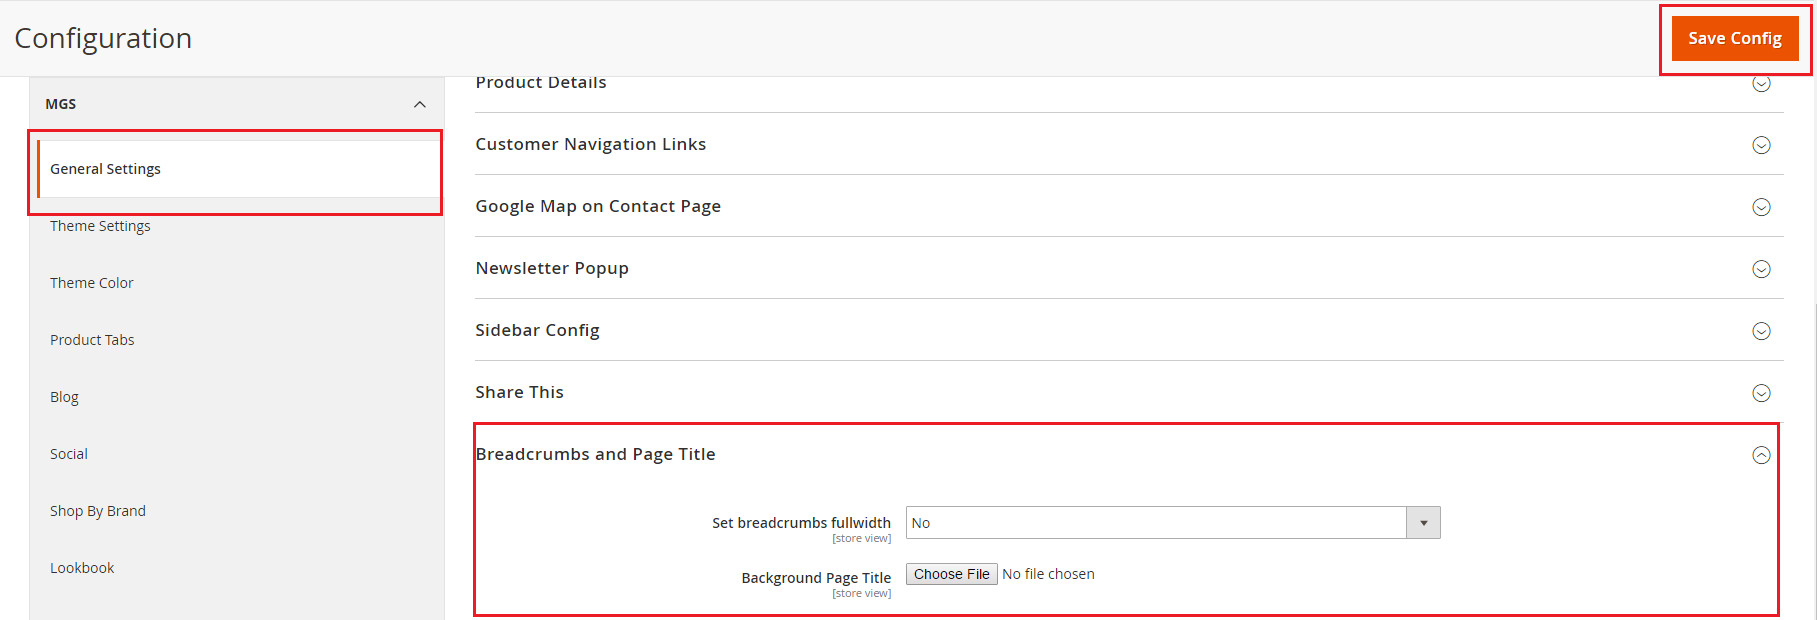 Configuration
Save Config
MGS
General Settings
Theme Settings
Theme Color
Product Tabs
Blog
Social
Shop By Brand
Lookbook
Product Details
Customer Navigation Links
Google Map on Contact Page
Newsletter Popup
Sidebar Config
Share This
Breadcrumbs and Page Title
Set breadcrumbs fullwidth No
[store view]
Background Page Title Choose File No file chosen
[store view]